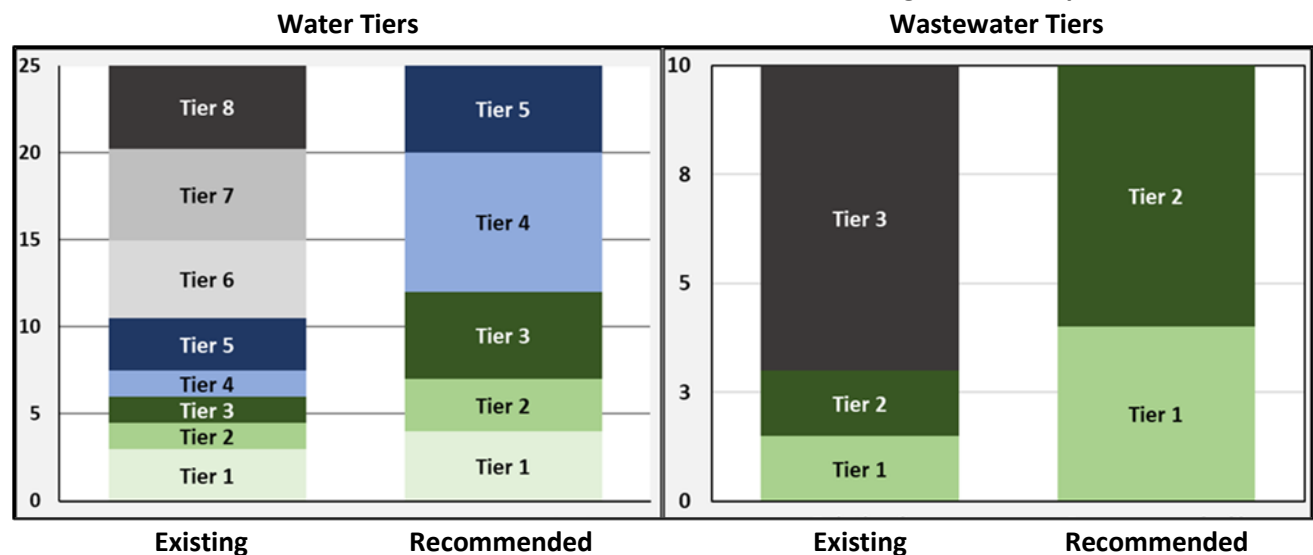 Water Tiers
25
20
15
10
5
0
Tier 8
Tier 7
Tier 6
Tier 5
Tier 4
Tier 3
Tier 2
Tier 1
Tier 5
Tier 4
Tier 3
Tier 2
Tier 1
Existing
Recommended
Wastewater Tiers
10
8
5
3
0
Tier 3
Tier 2
Tier 1
Tier 2
Tier 1
Existing
Recommended